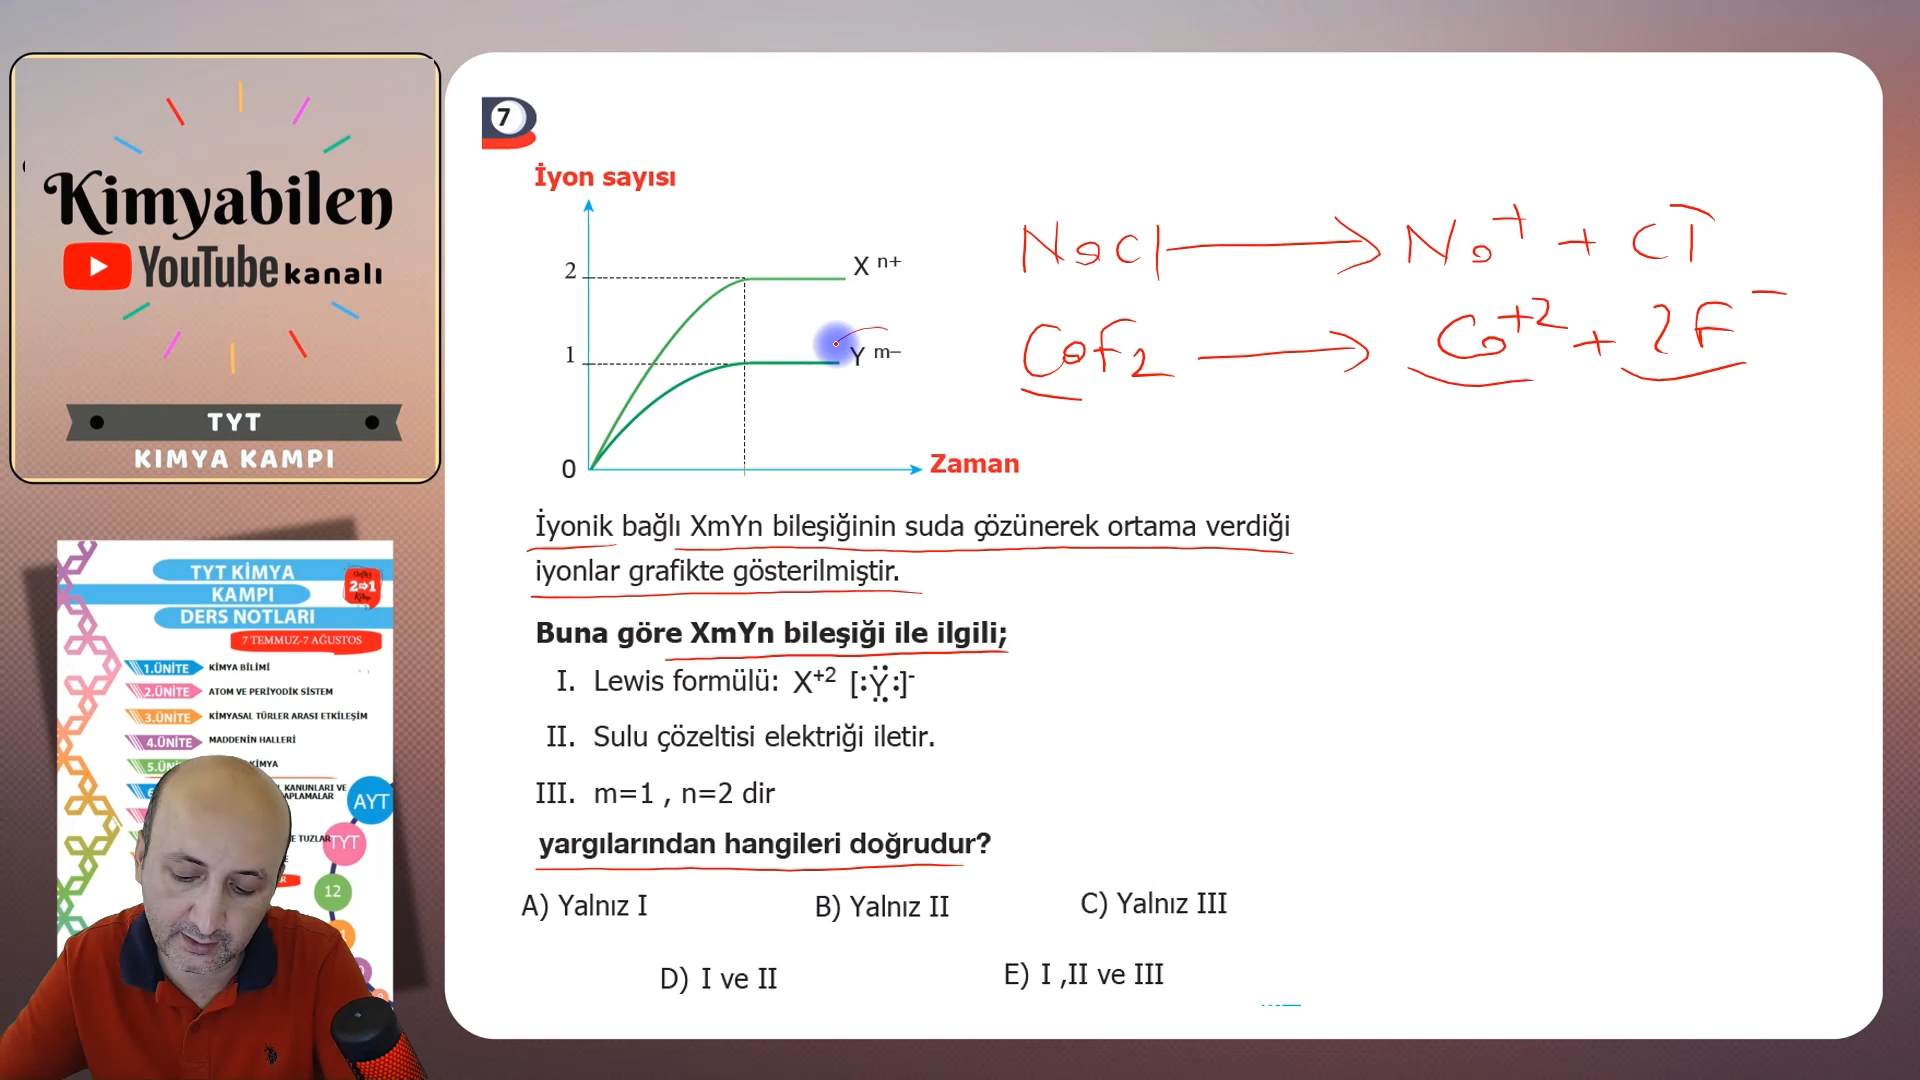 Kimyabilen
YouTube kanalı
TYT
KIMYA KAMPI
TYT KİMYA
KAMPI
DERS NOTLARI
2⇨1
7 TEMMUZ-7 AĞUSTOS
1.ÜNİTE KİMYA BİLİMİ
2.ÜNİTE ATOM VE PERİYODİK SİSTEM
3.ÜNİTE KİMYASAL TÜRLER ARASI ETKİLEŞİM
4.ÜNİTE MADDENİN HALLERİ
AYT
TYT
12
7
İyon sayısı
2
1
0
X n+
Y m–
Zaman
NaCl → Na+ + Cl-
CaF2 → Ca+2 + 2F-
İyonik bağlı XmYn bileşiğinin suda çözünerek ortama verdiği
iyonlar grafikte gösterilmiştir.
Buna göre XmYn bileşiği ile ilgili;
I. Lewis formülü: X+2 [:Ÿ:]-
II. Sulu çözeltisi elektriği iletir.
III. m=1 , n=2 dir
yargılarından hangileri doğrudur?
A) Yalnız I
B) Yalnız II
C) Yalnız III
D) I ve II
E) I ,II ve III